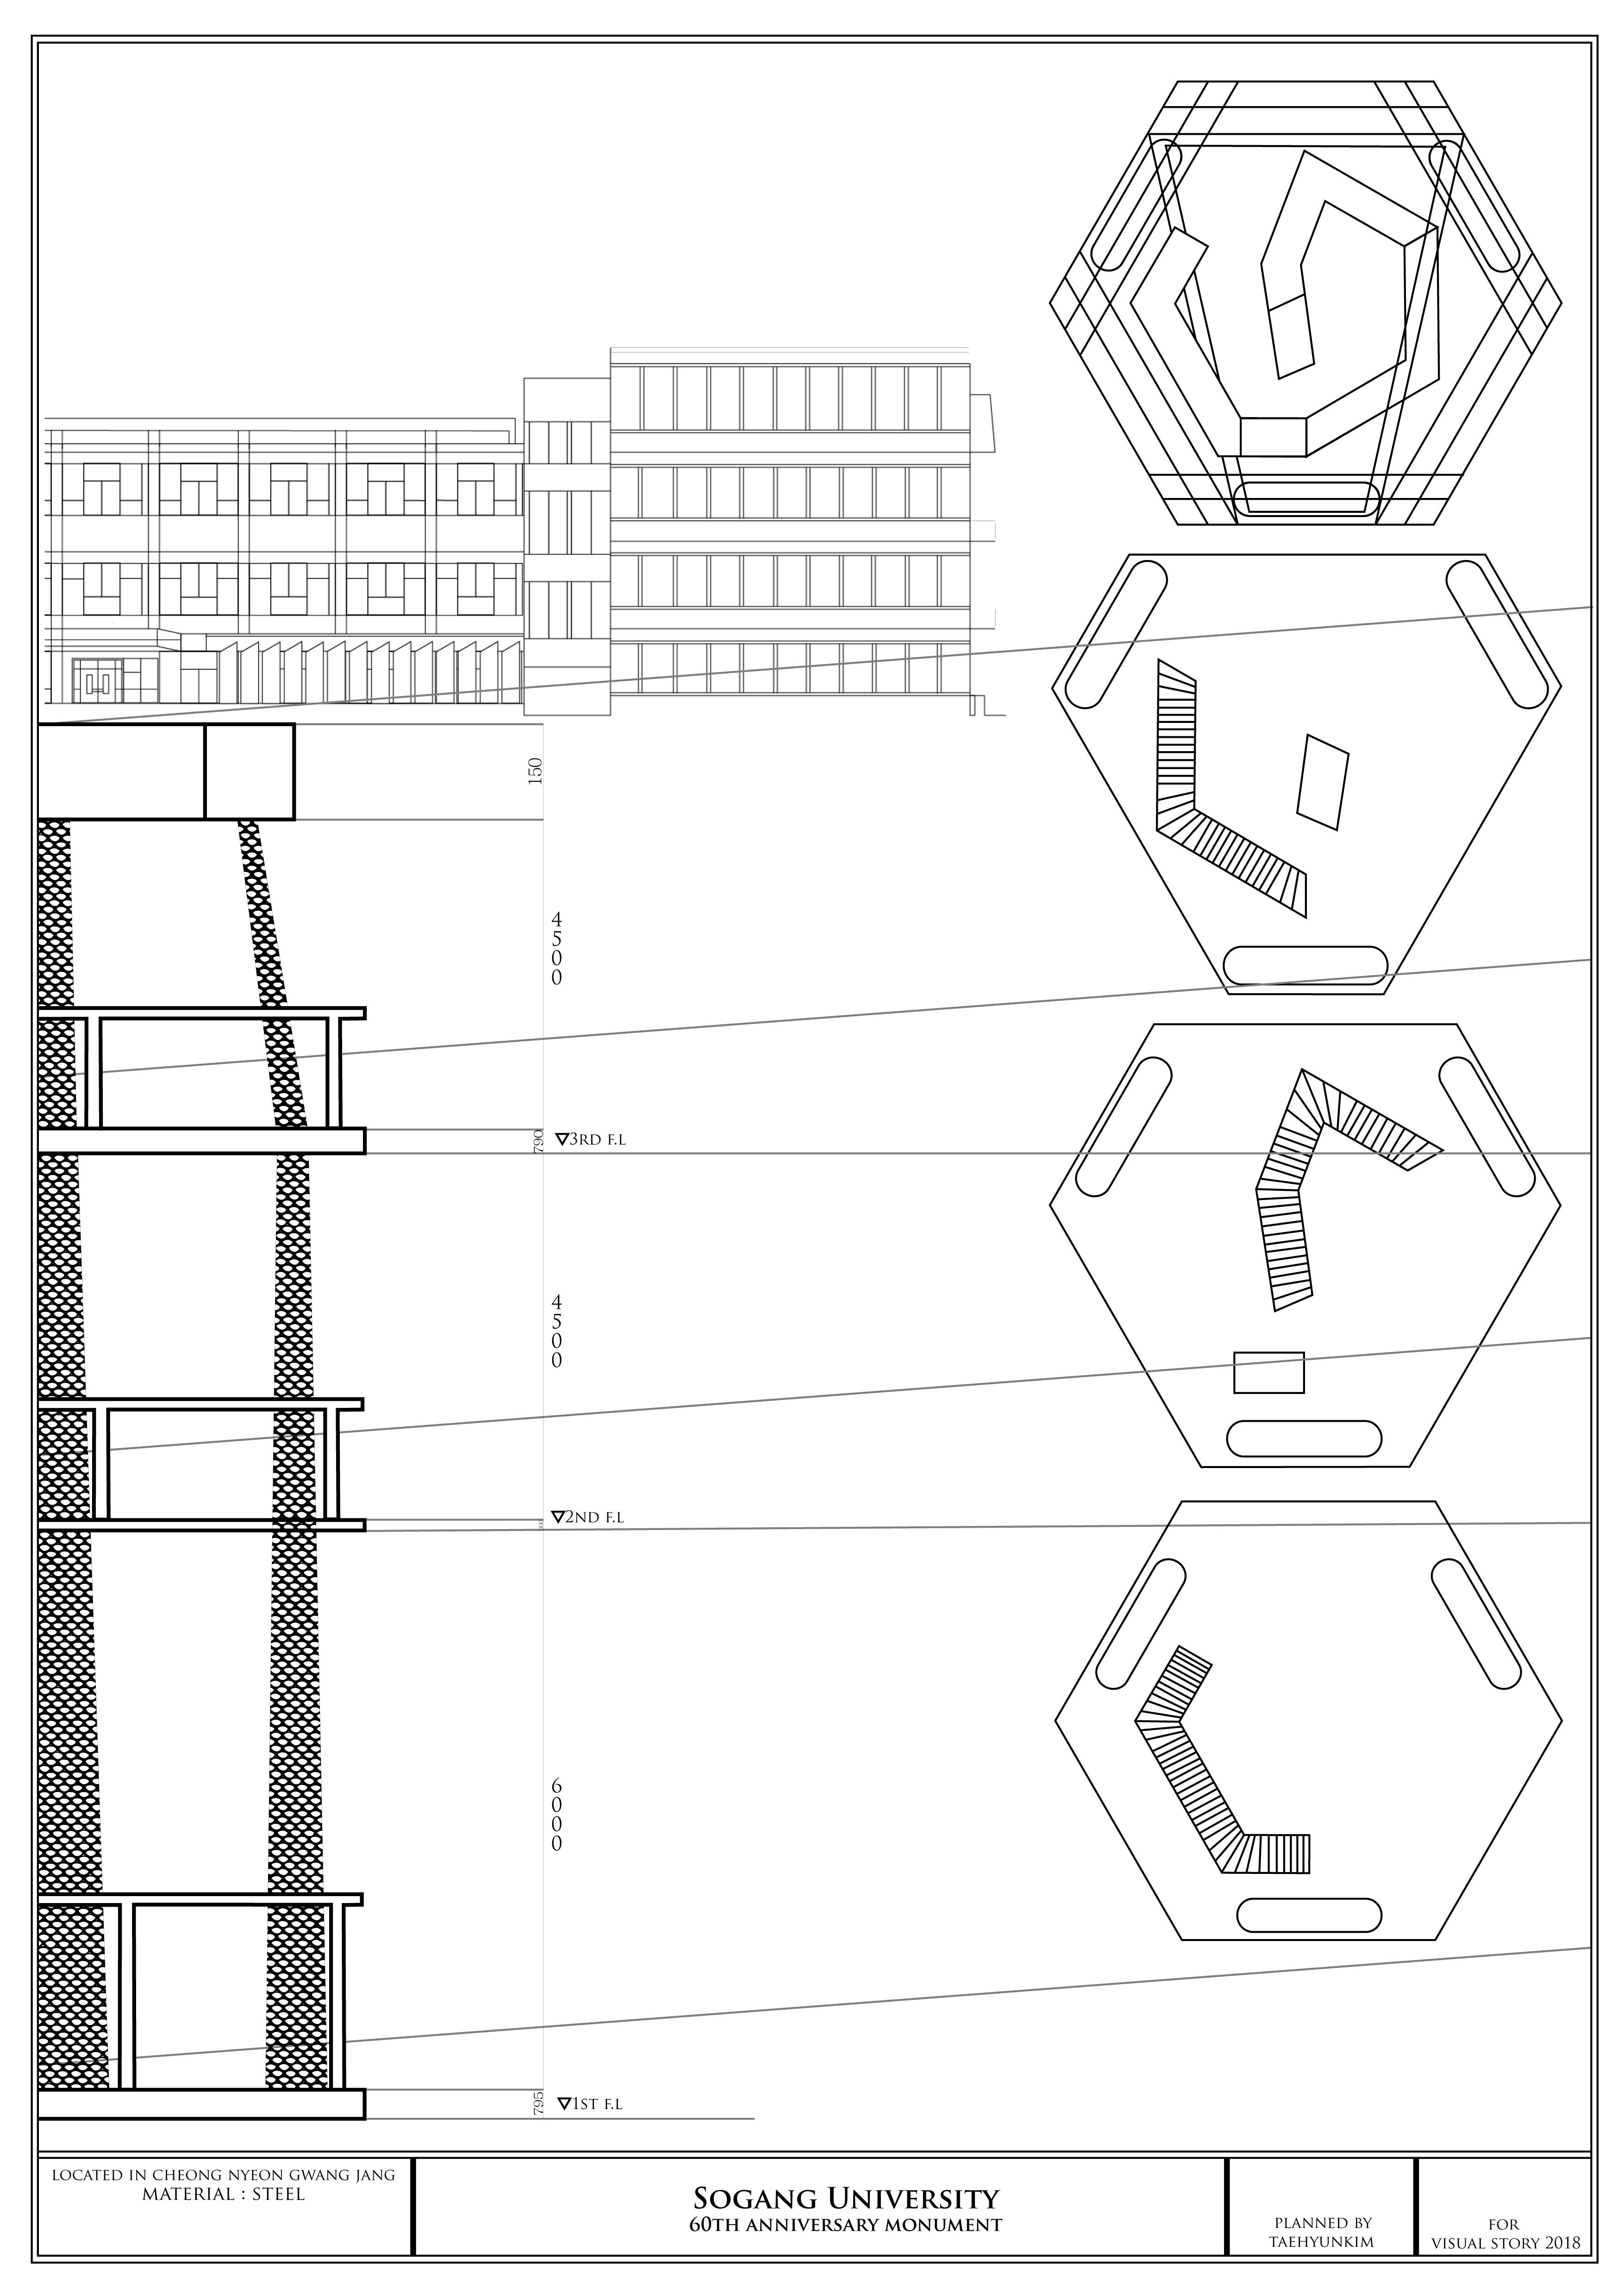 150
4500
790
3RD F.L
4500
2ND F.L
6000
795
1ST F.L
LOCATED IN CHEONG NYEON GWANG JANG
MATERIAL : STEEL
SOGANG UNIVERSITY
60TH ANNIVERSARY MONUMENT
PLANNED BY
TAEHYUNKIM
FOR
VISUAL STORY 2018